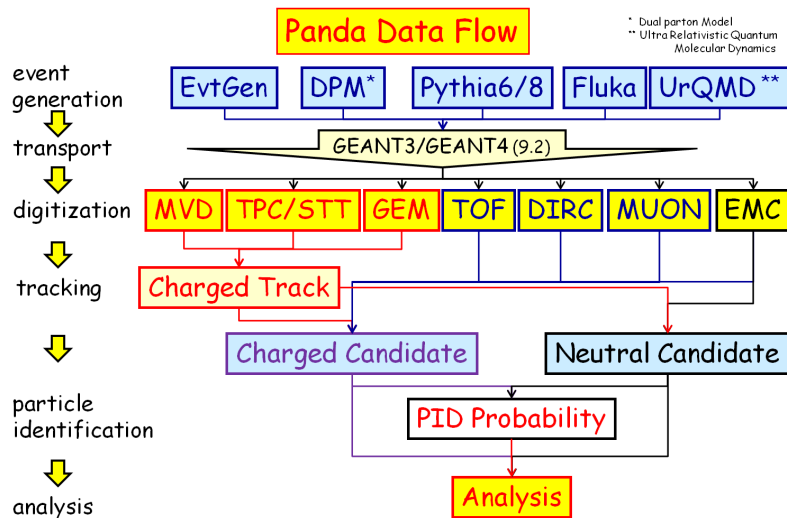 Panda Data Flow
* Dual parton Model
** Ultra Relativistic Quantum
Molecular Dynamics
event
generation
EvtGen
DPM*
Pythia6/8
Fluka
UrQMD**
transport
GEANT3/GEANT4 (9.2)
digitization
MVD
TPC/STT
GEM
TOF
DIRC
MUON
EMC
tracking
Charged Track
Charged Candidate
Neutral Candidate
particle
identification
PID Probability
analysis
Analysis